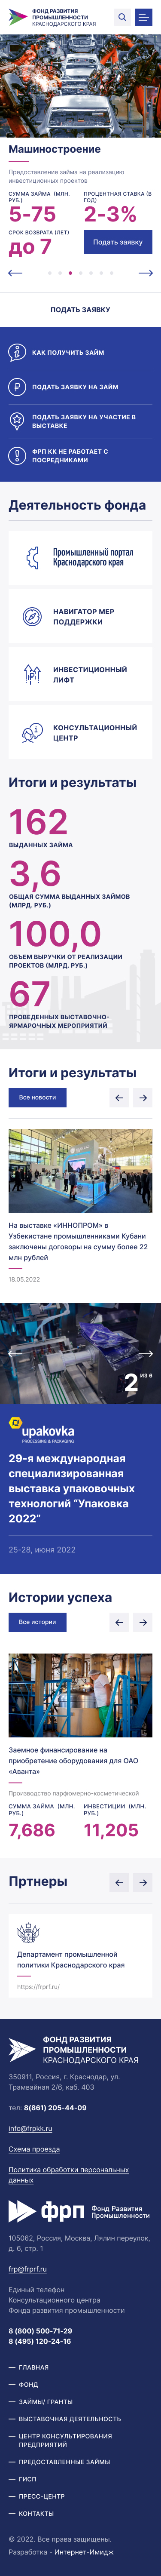 ФОНД РАЗВИТИЯ
ПРОМЫШЛЕННОСТИ
КРАСНОДАРСКОГО КРАЯ
Машиностроение
Предоставление займа на реализацию
инвестиционных проектов
СУММА ЗАЙМА (МЛН.
РУБ.)
5-75
ПРОЦЕНТНАЯ СТАВКА (В
ГОД)
2-3%
СРОК ВОЗВРАТА (ЛЕТ)
до 7
Подать заявку
ПОДАТЬ ЗАЯВКУ
КАК ПОЛУЧИТЬ ЗАЙМ
ПОДАТЬ ЗАЯВКУ НА ЗАЙМ
ПОДАТЬ ЗАЯВКУ НА УЧАСТИЕ В
ВЫСТАВКЕ
ФРП КК НЕ РАБОТАЕТ С
ПОСРЕДНИКАМИ
Деятельность фонда
Промышленный портал
Краснодарского края
НАВИГАТОР МЕР
ПОДДЕРЖКИ
ИНВЕСТИЦИОННЫЙ
ЛИФТ
КОНСУЛЬТАЦИОННЫЙ
ЦЕНТР
Итоги и результаты
162
ВЫДАННЫХ ЗАЙМА
3,6
ОБЩАЯ СУММА ВЫДАННЫХ ЗАЙМОВ
(МЛРД. РУБ.)
100,0
ОБЪЕМ ВЫРУЧКИ ОТ РЕАЛИЗАЦИИ
ПРОЕКТОВ (МЛРД. РУБ.)
67
ПРОВЕДЕННЫХ ВЫСТАВОЧНО-
ЯРМАРОЧНЫХ МЕРОПРИЯТИЙ
Итоги и результаты
Все новости
На выставке «ИННОПРОМ» в
Узбекистане промышленниками Кубани
заключены договоры на сумму более 22
млн рублей
18.05.2022
2 ИЗ 6
upakovka
PROCESSING & PACKAGING
29-я международная
специализированная
выставка упаковочных
технологий “Упаковка
2022”
25-28, июня 2022
Истории успеха
Все истории
Заемное финансирование на
приобретение оборудования для ОАО
«Аванта»
Производство парфюмерно-косметической
СУММА ЗАЙМА (МЛН.
РУБ.)
7,686
ИНВЕСТИЦИИ (МЛН.
РУБ.)
11,205
Пртнеры
Департамент промышленной
политики Краснодарского края
https://frprf.ru/
ФОНД РАЗВИТИЯ
ПРОМЫШЛЕННОСТИ
КРАСНОДАРСКОГО КРАЯ
350911, Россия, г. Краснодар, ул.
Трамвайная 2/6, каб. 403
тел: 8(861) 205-44-09
info@frpkk.ru
Схема проезда
Политика обработки персональных
данных
фрп
Фонд Развития
Промышленности
105062, Россия, Москва, Лялин переулок,
д. 6, стр. 1
frp@frprf.ru
Единый телефон
Консультационного центра
Фонда развития промышленности
8 (800) 500-71-29
8 (495) 120-24-16
ГЛАВНАЯ
ФОНД
ЗАЙМЫ/ ГРАНТЫ
ВЫСТАВОЧНАЯ ДЕЯТЕЛЬНОСТЬ
ЦЕНТР КОНСУЛЬТИРОВАНИЯ
ПРЕДПРИЯТИЙ
ПРЕДОСТАВЛЕННЫЕ ЗАЙМЫ
ГИСП
ПРЕСС-ЦЕНТР
КОНТАКТЫ
© 2022. Все права защищены.
Разработка - Интернет-Имидж